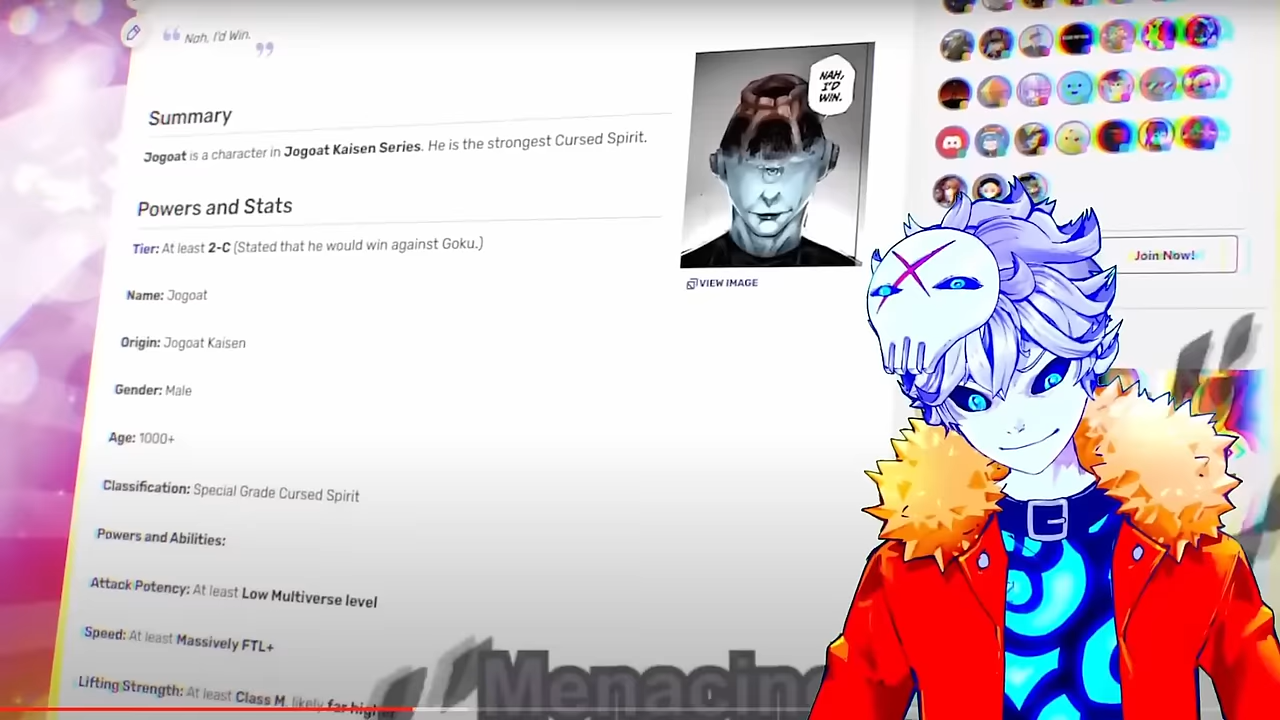 “ Nah, I'd Win. ”
NAH,
I'D
WIN.
Summary
Jogoat is a character in Jogoat Kaisen Series. He is the strongest Cursed Spirit.
Powers and Stats
Tier: At least 2-C (Stated that he would win against Goku.)
VIEW IMAGE
Name: Jogoat
Origin: Jogoat Kaisen
Gender: Male
Age: 1000+
Classification: Special Grade Cursed Spirit
Powers and Abilities:
Attack Potency: At least Low Multiverse level
Speed: At least Massively FTL+
Lifting Strength: At least Class M, likely far higher
Join Now!
Menacing